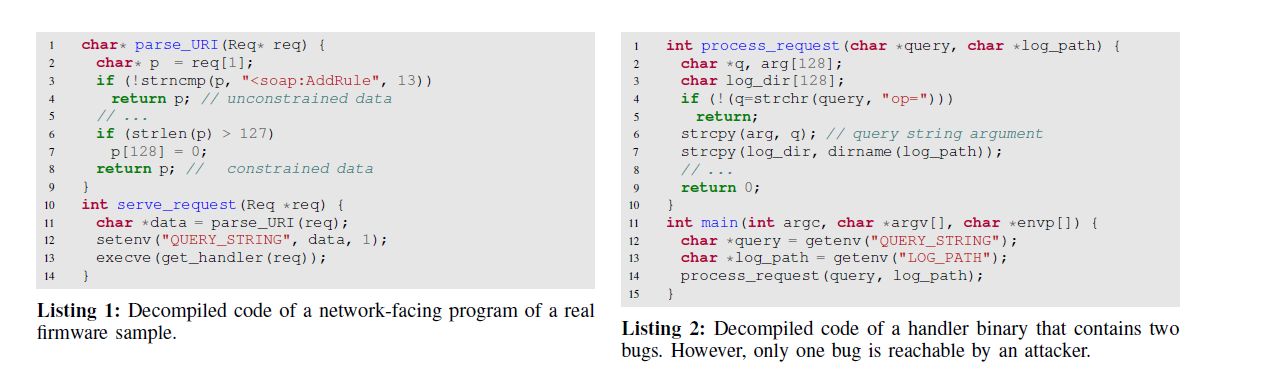 1 char* parse_URI(Req* req) {
2 char* p = req[1];
3 if (!strncmp(p, "<soap:AddRule", 13))
4 return p; // unconstrained data
5 // ...
6 if (strlen(p) > 127)
7 p[128] = 0;
8 return p; // constrained data
9 }
10 int serve_request(Req *req) {
11 char *data = parse_URI(req);
12 setenv("QUERY_STRING", data, 1);
13 execve(get_handler(req));
14 }
Listing 1: Decompiled code of a network-facing program of a real
firmware sample.
1 int process_request(char *query, char *log_path) {
2 char *q, arg[128];
3 char log_dir[128];
4 if (!(q=strchr(query, "op=")))
5 return;
6 strcpy(arg, q); // query string argument
7 strcpy(log_dir, dirname(log_path));
8 // ...
9 return 0;
10 }
11 int main(int argc, char *argv[], char *envp[]) {
12 char *query = getenv("QUERY_STRING");
13 char *log_path = getenv("LOG_PATH");
14 process_request(query, log_path);
15 }
Listing 2: Decompiled code of a handler binary that contains two
bugs. However, only one bug is reachable by an attacker.